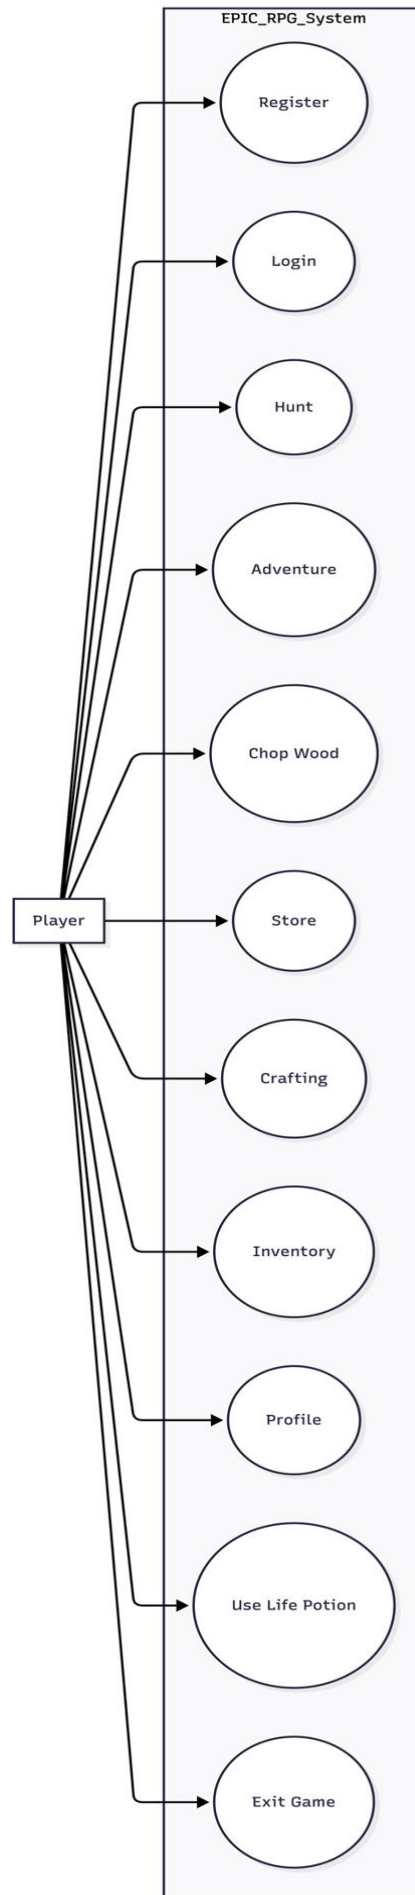 EPIC_RPG_System
Register
Login
Hunt
Adventure
Chop Wood
Player
Store
Crafting
Inventory
Profile
Use Life Potion
Exit Game